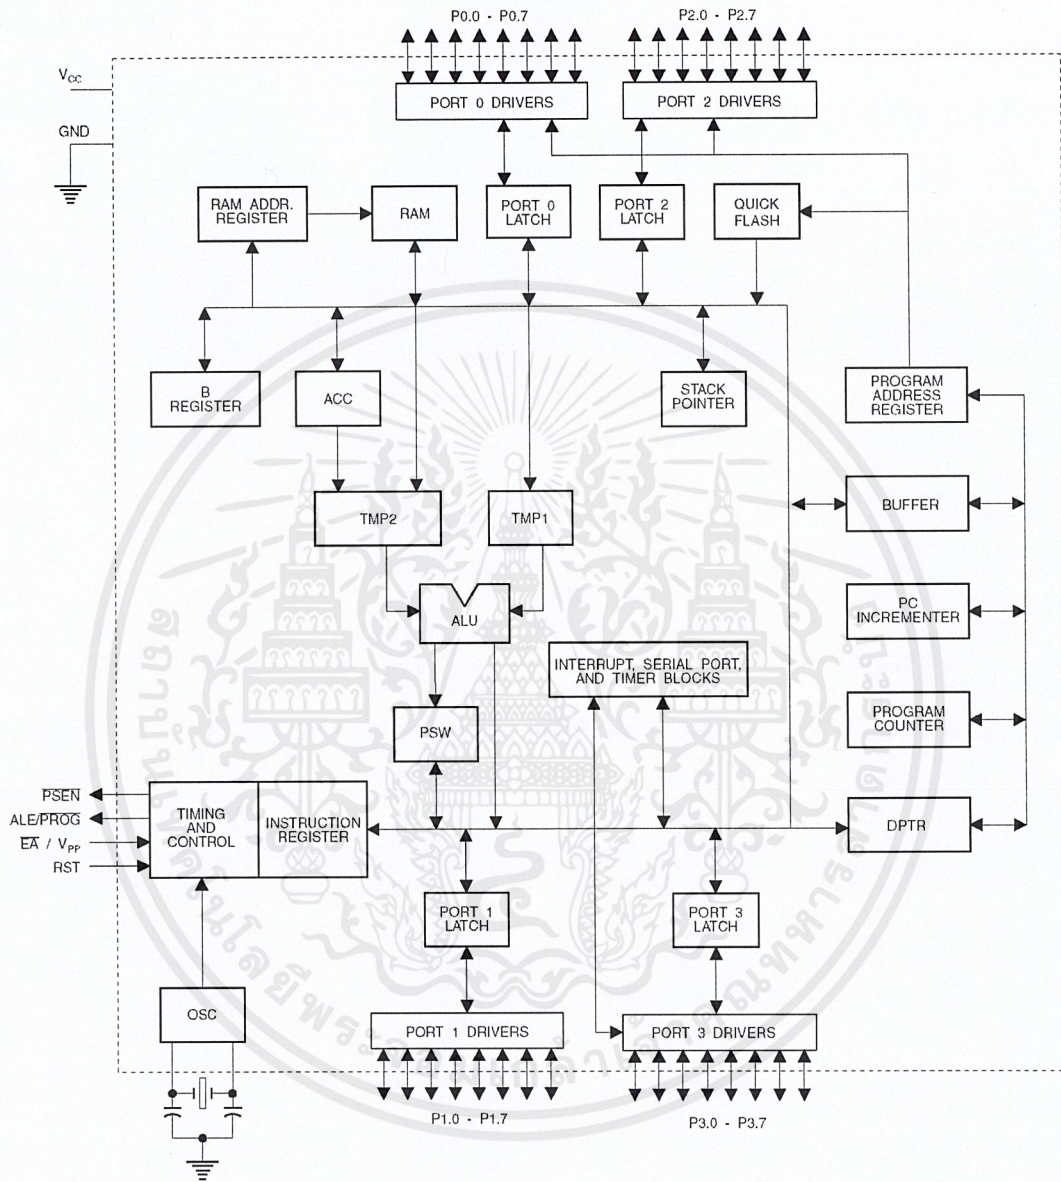 P0.0 - P0.7
P2.0 - P2.7
VCC
GND
PORT 0 DRIVERS
PORT 2 DRIVERS
RAM ADDR.
REGISTER
RAM
PORT 0
LATCH
PORT 2
LATCH
QUICK
FLASH
B
REGISTER
ACC
STACK
POINTER
PROGRAM
ADDRESS
REGISTER
BUFFER
TMP2
TMP1
ALU
PC
INCREMENTER
INTERRUPT, SERIAL PORT,
AND TIMER BLOCKS
PROGRAM
COUNTER
PSW
PSEN
ALE/PROG
EA / VPP
RST
TIMING
AND
CONTROL
INSTRUCTION
REGISTER
DPTR
PORT 1
LATCH
PORT 3
LATCH
OSC
PORT 1 DRIVERS
PORT 3 DRIVERS
P1.0 - P1.7
P3.0 - P3.7